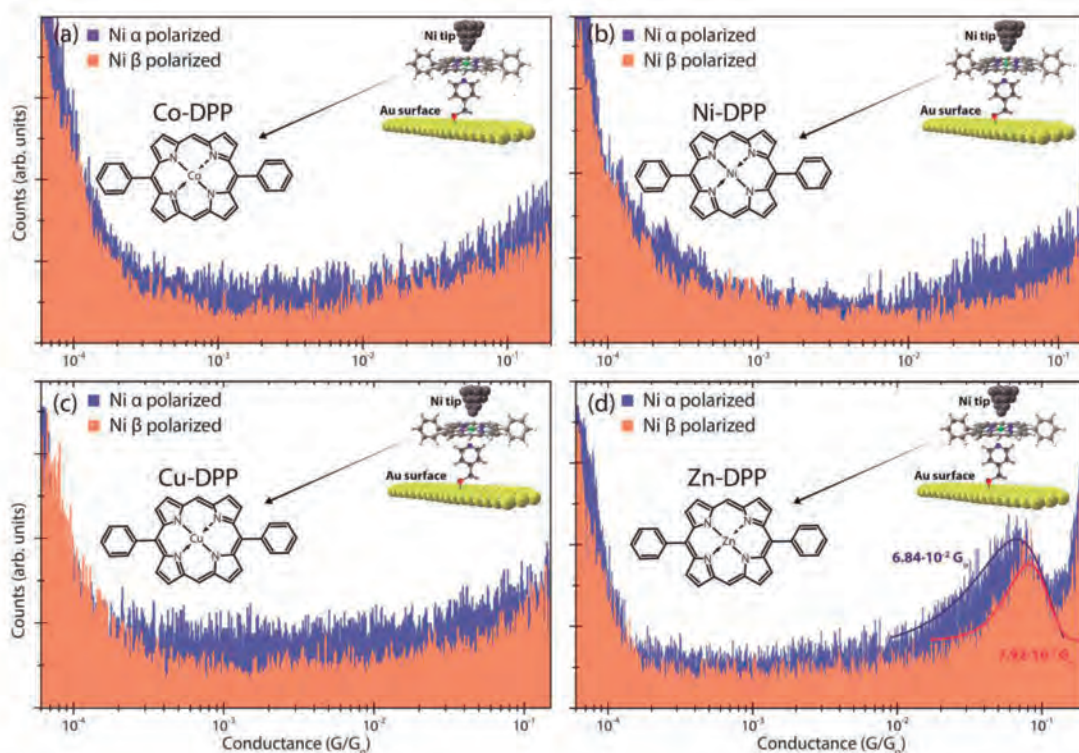 (a)
Ni α polarized
Ni β polarized
Ni tip
Au surface
Co-DPP
N
N
Co
N
N
Counts (arb. units)
10⁻⁴
10⁻³
10⁻²
10⁻¹
(b)
Ni α polarized
Ni β polarized
Ni tip
Au surface
Ni-DPP
N
N
Ni
N
N
10⁻⁴
10⁻³
10⁻²
10⁻¹
(c)
Ni α polarized
Ni β polarized
Ni tip
Au surface
Cu-DPP
N
N
Cu
N
N
Counts (arb. units)
10⁻⁴
10⁻³
10⁻²
10⁻¹
Conductance (G/G₀)
(d)
Ni α polarized
Ni β polarized
Ni tip
Au surface
Zn-DPP
N
N
Zn
N
N
6.84·10⁻² G₀
10⁻⁴
10⁻³
10⁻²
10⁻¹
Conductance (G/G₀)